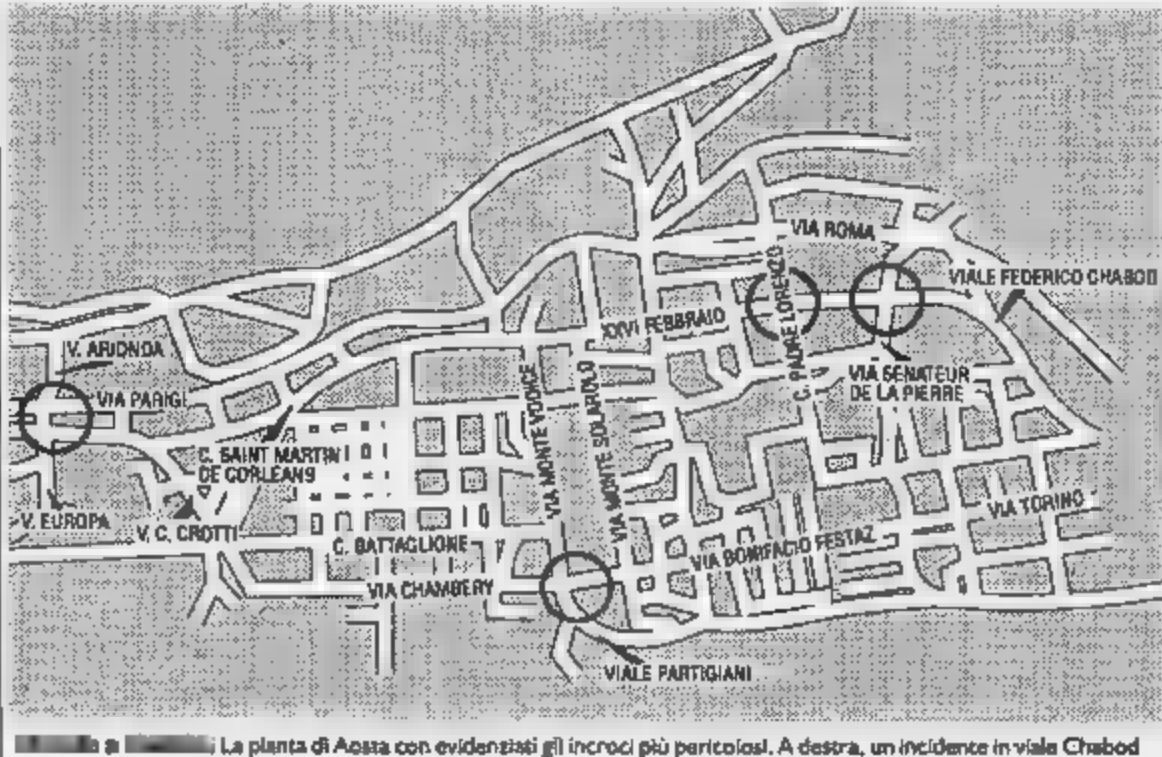 VIA ROMA
VIALE FEDERICO CHABOD
C. PADRE LORENZO
XXVI FEBBRAIO
V. ARIONDA
VIA PARIGI
VIA SENATEUR
DE LA PIERRE
VIA MONTE VODICE
VIA MONTE SOLAROLO
C. SAINT MARTIN
DE CORLEANS
V. EUROPA
V. C. CROTTI
C. BATTAGLIONE
VIA TORINO
VIA BONIFACIO FESTAZ
VIA CHAMBERY
VIALE PARTIGIANI
La pianta di Aosta con evidenziati gli incroci più pericolosi. A destra, un incidente in viale Chabod